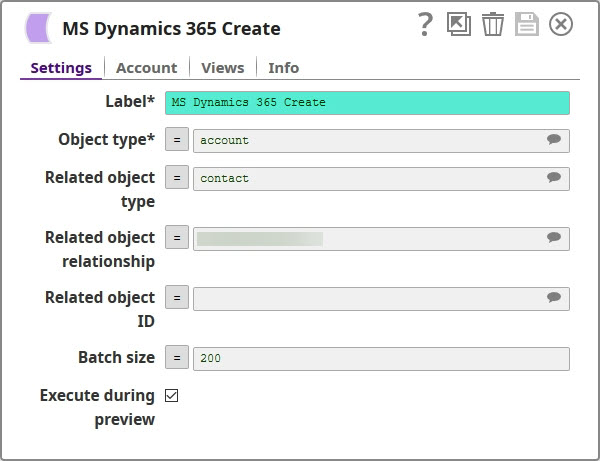 MS Dynamics 365 Create ?
Settings Account Views Info
Label* MS Dynamics 365 Create
Object type* = account
Related object
type = contact
Related object
relationship =
Related object
ID =
Batch size = 200
Execute during
preview